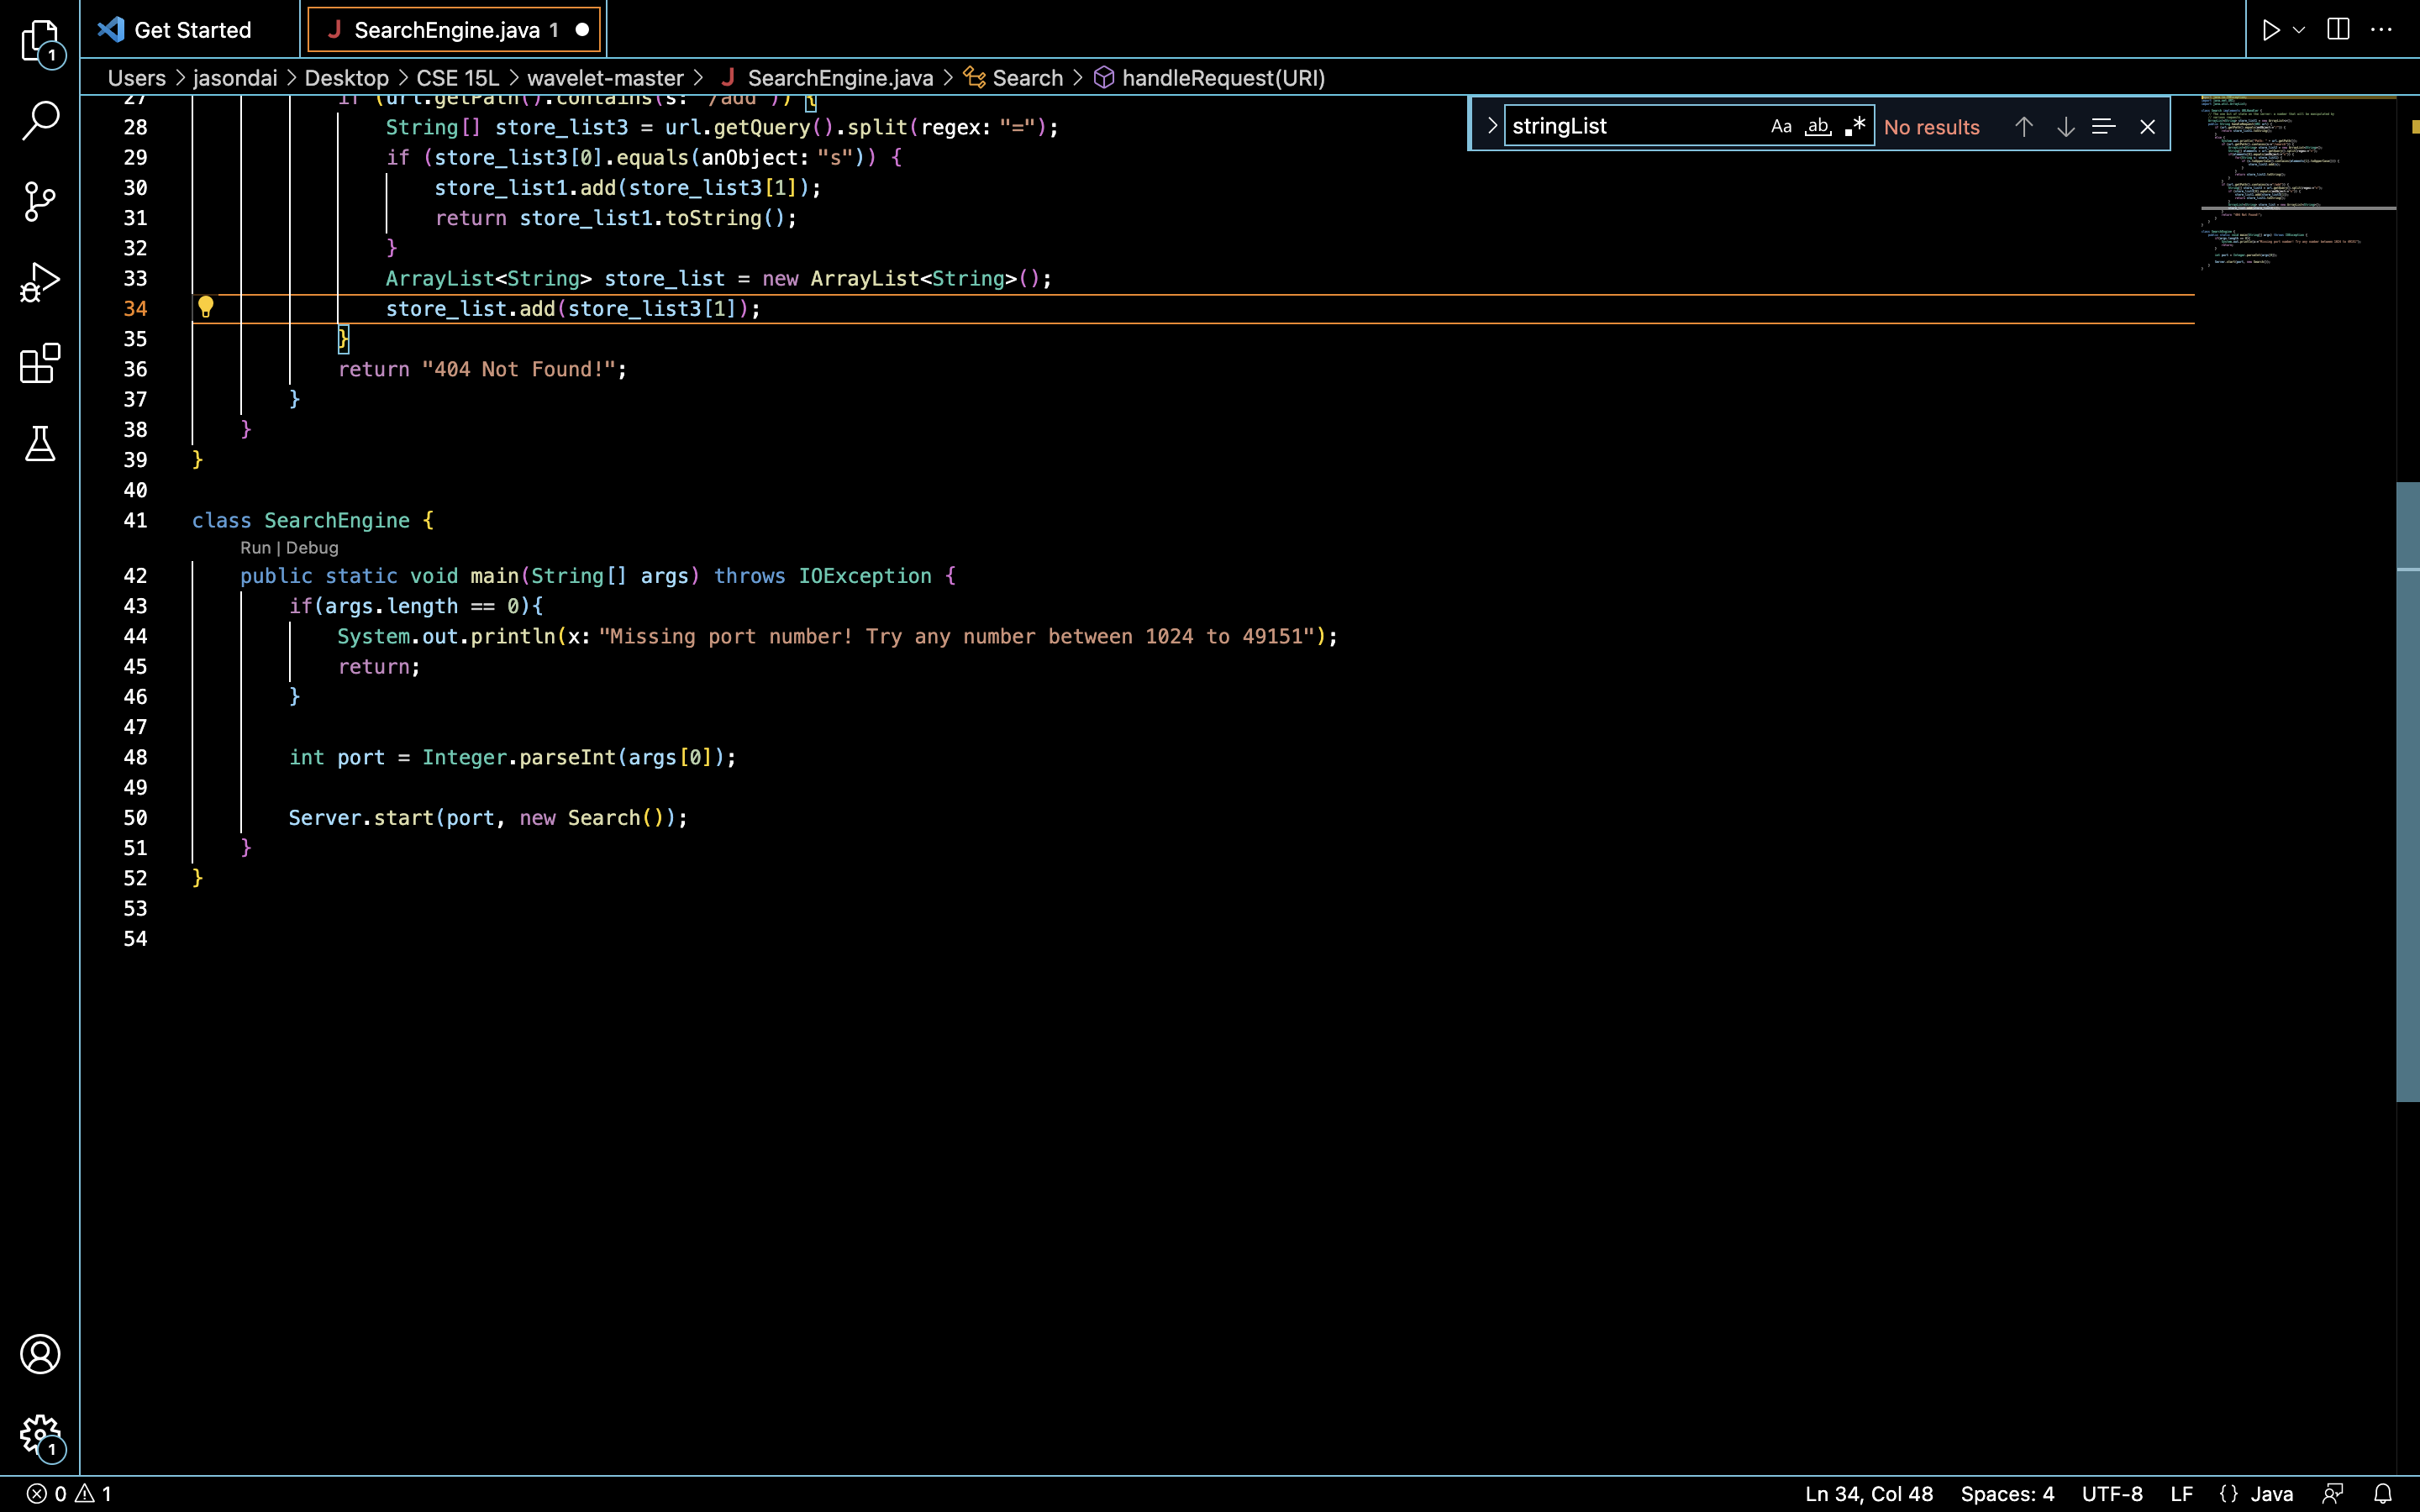 Get Started
SearchEngine.java 1
Users > jasondai > Desktop > CSE 15L > wavelet-master > J SearchEngine.java > Search > handleRequest(URI)
27 if (url.getPath().contains(s: "/add")) {
28 String[] store_list3 = url.getQuery().split(regex: "=");
29 if (store_list3[0].equals(anObject: "s")) {
30 store_list1.add(store_list3[1]);
31 return store_list1.toString();
32 }
33 ArrayList<String> store_list = new ArrayList<String>();
34 store_list.add(store_list3[1]);
35 }
36 return "404 Not Found!";
37 }
38 }
39 }
40
41 class SearchEngine {
Run | Debug
42 public static void main(String[] args) throws IOException {
43 if(args.length == 0){
44 System.out.println(x: "Missing port number! Try any number between 1024 to 49151");
45 return;
46 }
47
48 int port = Integer.parseInt(args[0]);
49
50 Server.start(port, new Search());
51 }
52 }
53
54
stringList Aa ab .* No results
1
1
0 1
Ln 34, Col 48 Spaces: 4 UTF-8 LF {} Java